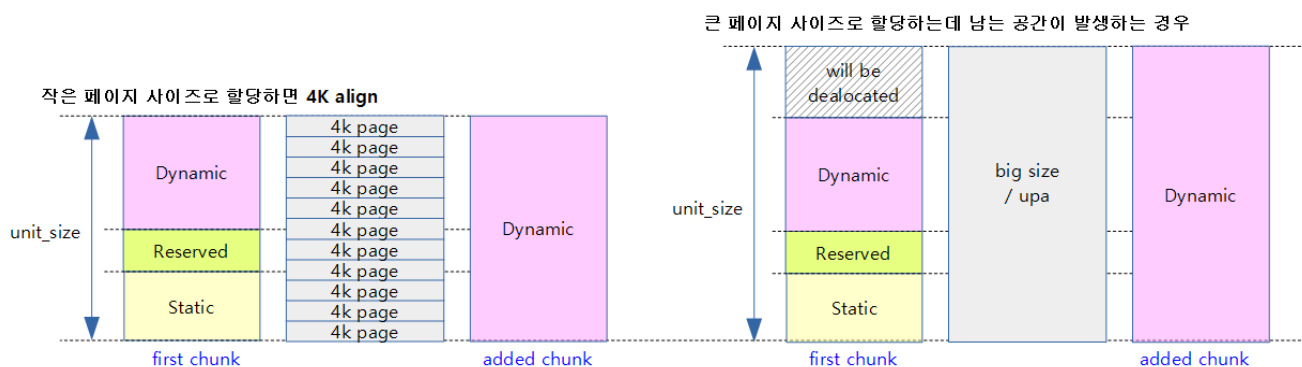 큰 페이지 사이즈로 할당하는데 남는 공간이 발생하는 경우
작은 페이지 사이즈로 할당하면 4K align
unit_size
Dynamic
Reserved
Static
first chunk
4k page
4k page
4k page
4k page
4k page
4k page
4k page
4k page
4k page
4k page
4k page
Dynamic
added chunk
unit_size
will be
dealocated
Dynamic
Reserved
Static
first chunk
big size
/ upa
Dynamic
added chunk